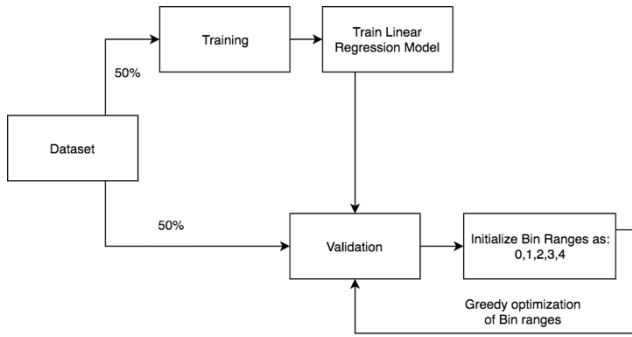 Training
Train Linear
Regression Model
50%
Dataset
50%
Validation
Initialize Bin Ranges as:
0,1,2,3,4
Greedy optimization
of Bin ranges